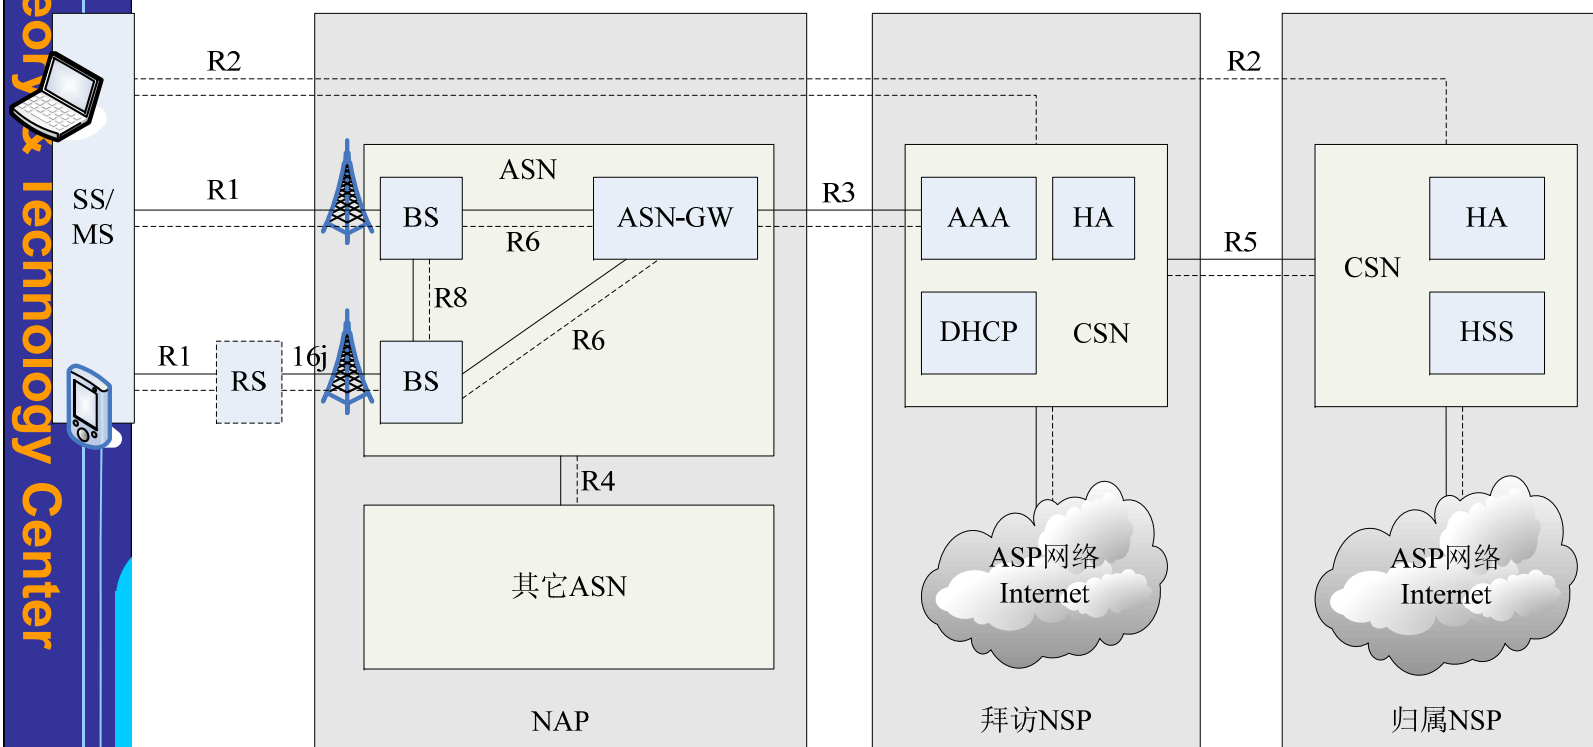 eory & Technology Center
R2
R2
SS/
MS
R1
ASN
BS
ASN-GW
R6
R3
AAA
HA
HA
R5
CSN
R8
DHCP
CSN
HSS
R6
R1
RS
16j
BS
R4
其它ASN
ASP网络
Internet
ASP网络
Internet
NAP
拜访NSP
归属NSP